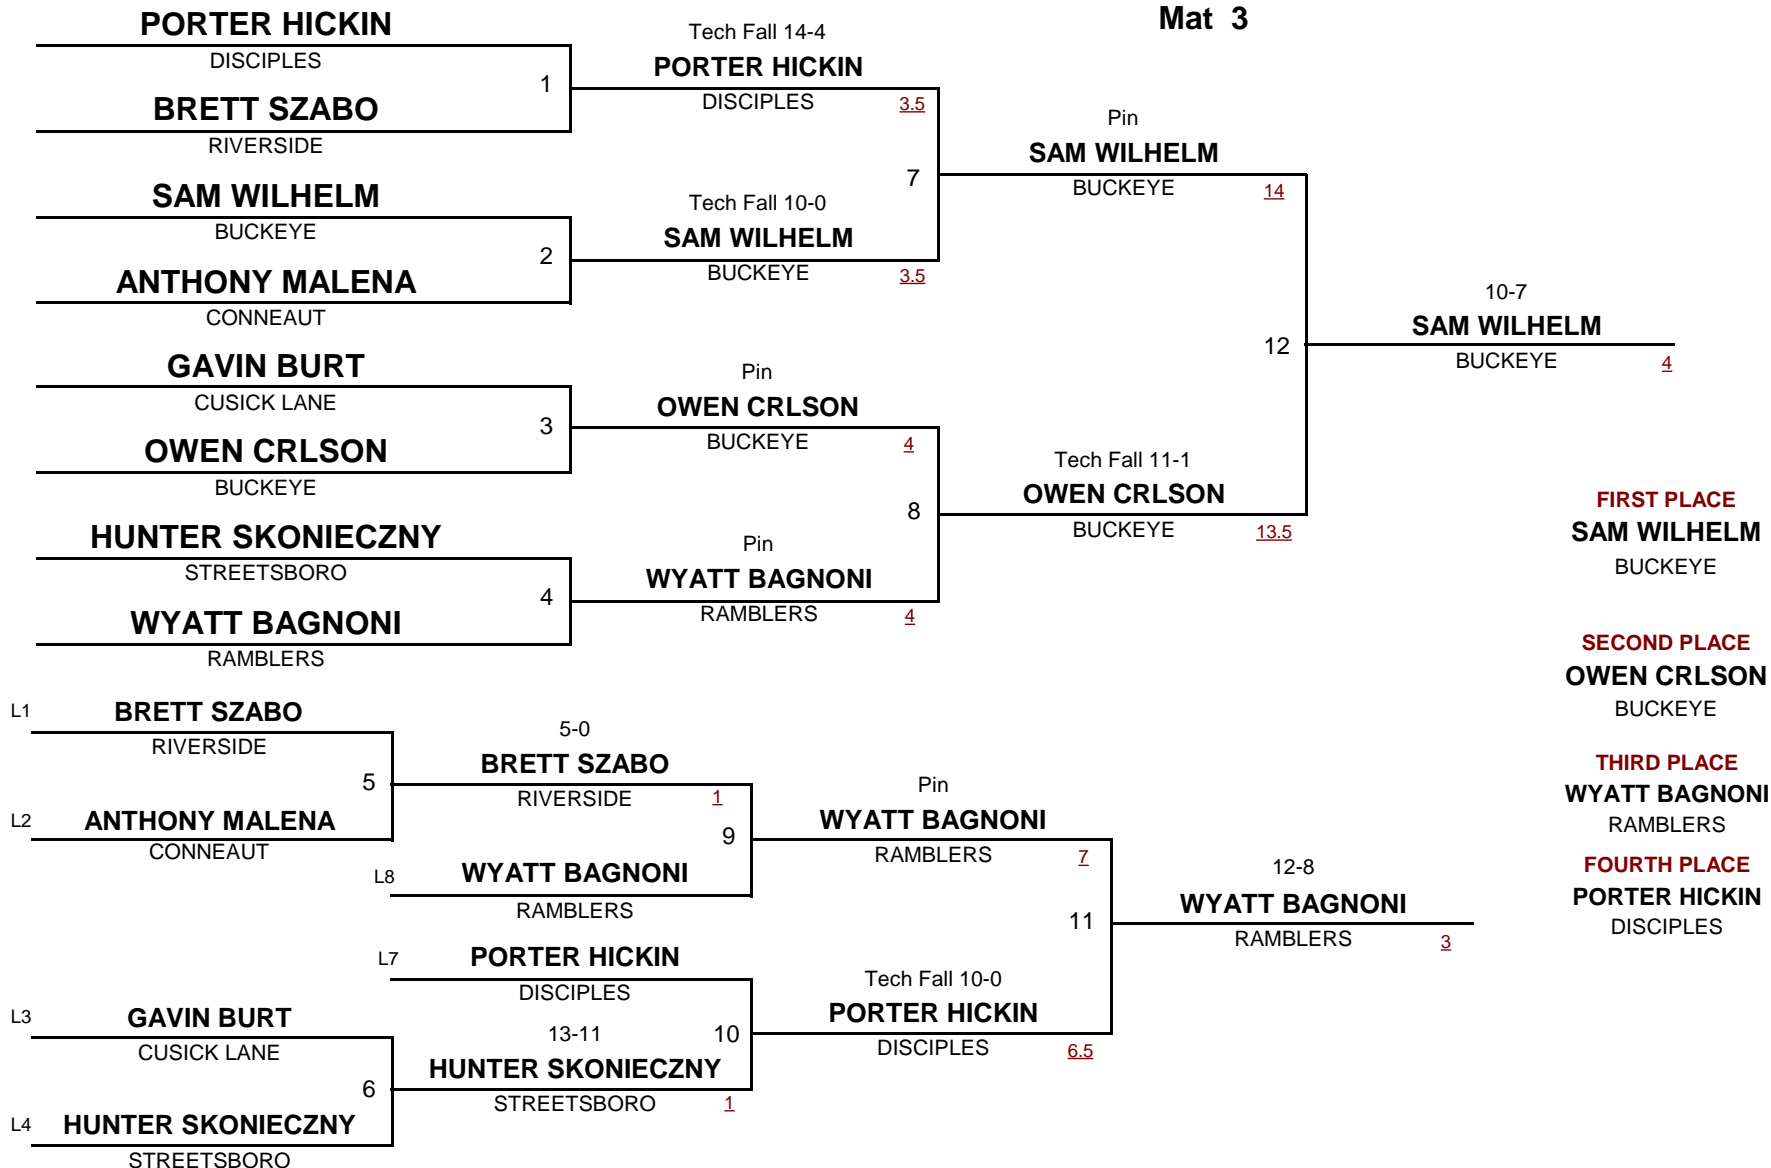 Mat 3
PORTER HICKIN
DISCIPLES
1
BRETT SZABO
RIVERSIDE
SAM WILHELM
BUCKEYE
2
ANTHONY MALENA
CONNEAUT
GAVIN BURT
CUSICK LANE
3
OWEN CRLSON
BUCKEYE
HUNTER SKONIECZNY
STREETSBORO
4
WYATT BAGNONI
RAMBLERS
Tech Fall 14-4
PORTER HICKIN
DISCIPLES 3.5
7
Tech Fall 10-0
SAM WILHELM
BUCKEYE 3.5
Pin
OWEN CRLSON
BUCKEYE 4
8
Pin
WYATT BAGNONI
RAMBLERS 4
Pin
SAM WILHELM
BUCKEYE 14
12
Tech Fall 11-1
OWEN CRLSON
BUCKEYE 13.5
10-7
SAM WILHELM
BUCKEYE 4
FIRST PLACE
SAM WILHELM
BUCKEYE
SECOND PLACE
OWEN CRLSON
BUCKEYE
THIRD PLACE
WYATT BAGNONI
RAMBLERS
FOURTH PLACE
PORTER HICKIN
DISCIPLES
L1 BRETT SZABO
RIVERSIDE
5
L2 ANTHONY MALENA
CONNEAUT
5-0
BRETT SZABO
RIVERSIDE 1
9
L8 WYATT BAGNONI
RAMBLERS
L7 PORTER HICKIN
DISCIPLES
10
13-11
HUNTER SKONIECZNY
STREETSBORO 1
L3 GAVIN BURT
CUSICK LANE
6
L4 HUNTER SKONIECZNY
STREETSBORO
Pin
WYATT BAGNONI
RAMBLERS 7
11
Tech Fall 10-0
PORTER HICKIN
DISCIPLES 6.5
12-8
WYATT BAGNONI
RAMBLERS 3